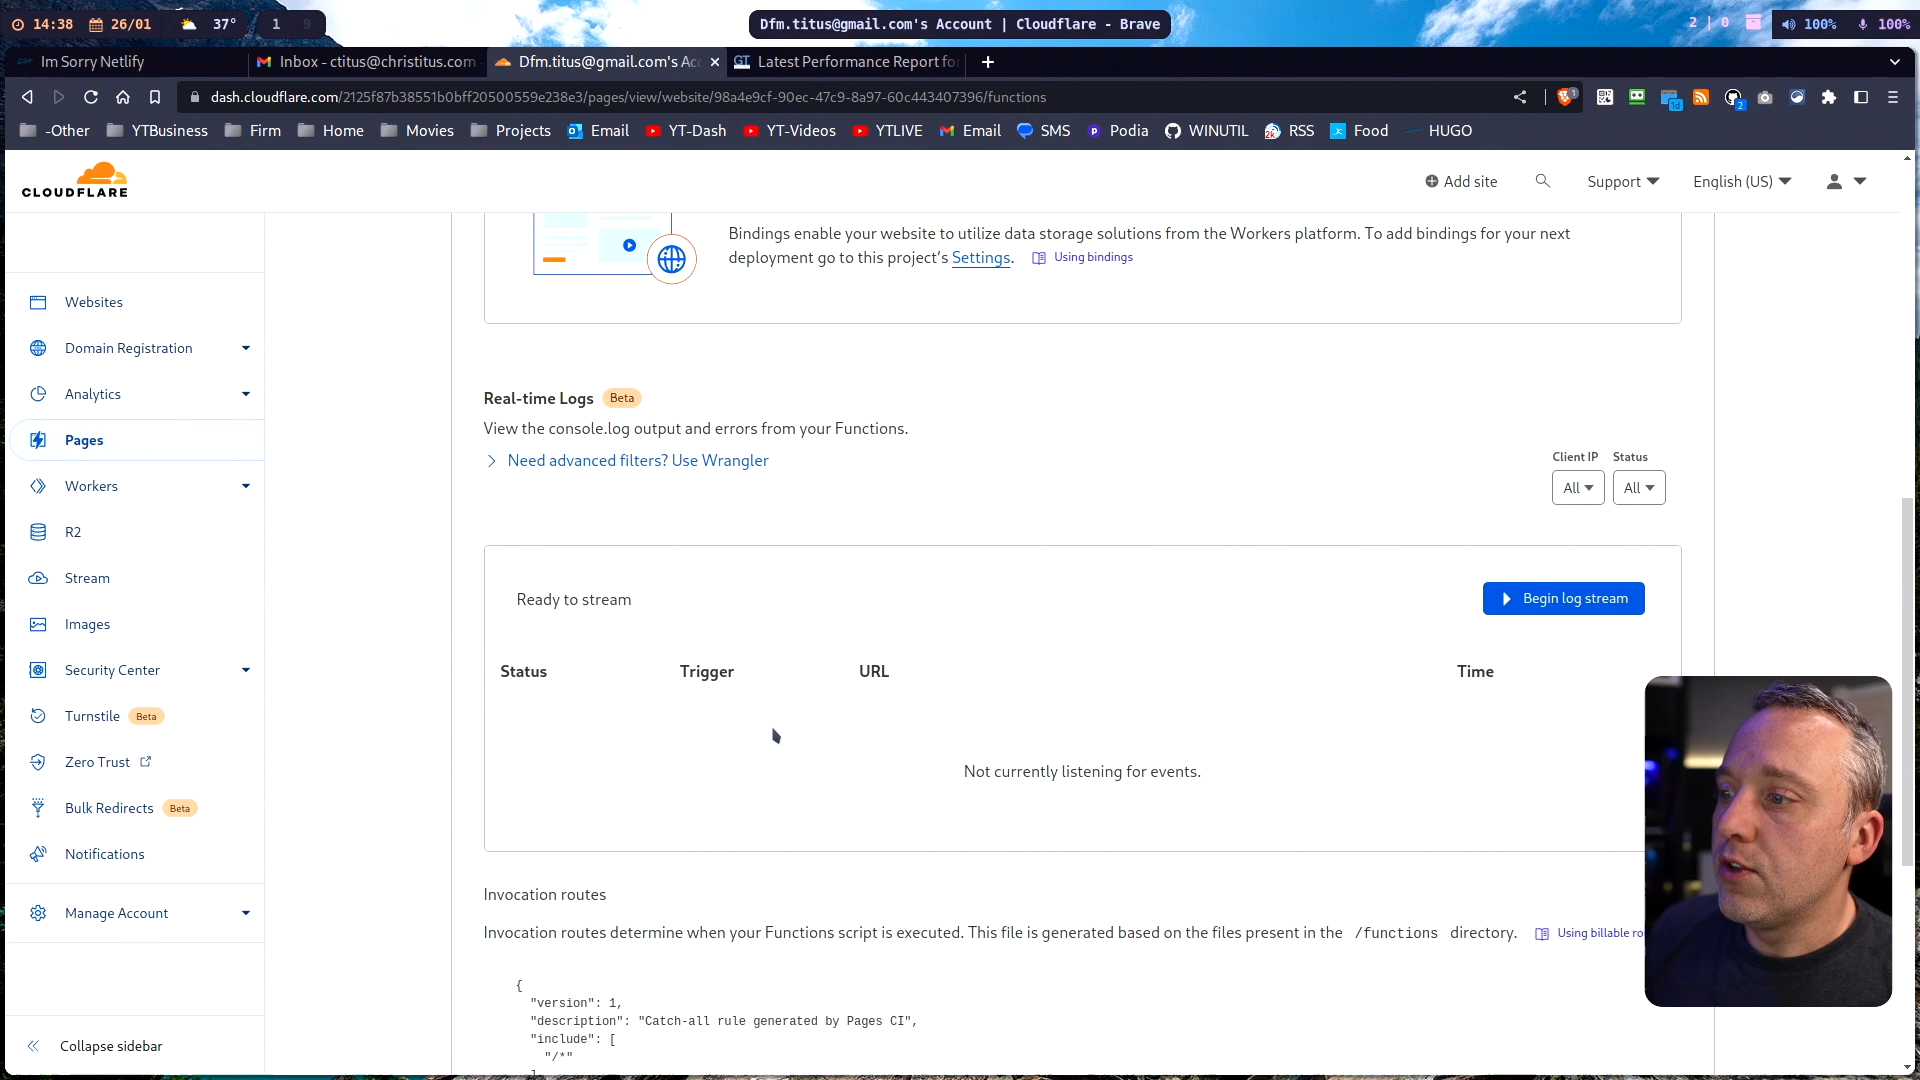 14:38 26/01 37° 1 9
Dfm.titus@gmail.com's Account | Cloudflare - Brave
2 | 0 100% 100%
Im Sorry Netlify
Inbox - ctitus@christitus.com
Dfm.titus@gmail.com's Acc
GT Latest Performance Report for
dash.cloudflare.com/2125f87b38551b0bff20500559e238e3/pages/view/website/98a4e9cf-90ec-47c9-8a97-60c443407396/functions
1 1d 2
-Other YTBusiness Firm Home Movies Projects Email YT-Dash YT-Videos YTLIVE Email SMS Podia WINUTIL RSS Food HUGO
CLOUDFLARE
Add site Support English (US)
Bindings enable your website to utilize data storage solutions from the Workers platform. To add bindings for your next
deployment go to this project's Settings. Using bindings
Websites
Domain Registration
Analytics
Pages
Workers
R2
Stream
Images
Security Center
Turnstile Beta
Zero Trust
Bulk Redirects Beta
Notifications
Manage Account
Collapse sidebar
Real-time Logs Beta
View the console.log output and errors from your Functions.
Need advanced filters? Use Wrangler
Client IP Status
All All
Ready to stream
Begin log stream
Status Trigger URL Time
Not currently listening for events.
Invocation routes
Invocation routes determine when your Functions script is executed. This file is generated based on the files present in the /functions directory. Using billable
{
"version": 1,
"description": "Catch-all rule generated by Pages CI",
"include": [
"/*"